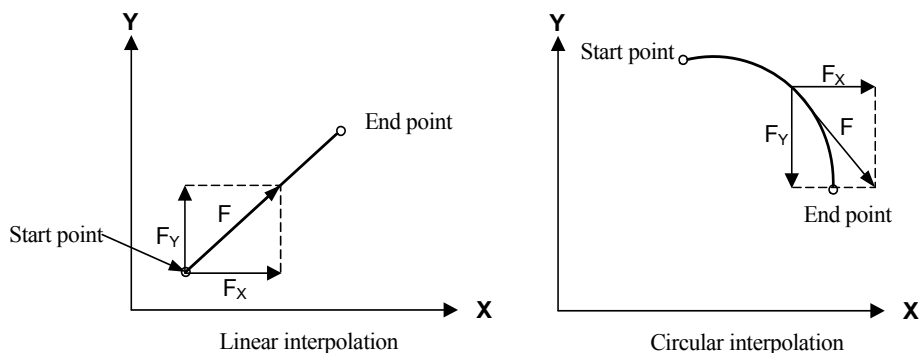 Y
End point
F
Start point
FY
FX
X
Linear interpolation
Y
Start point
FX
FY
F
End point
X
Circular interpolation